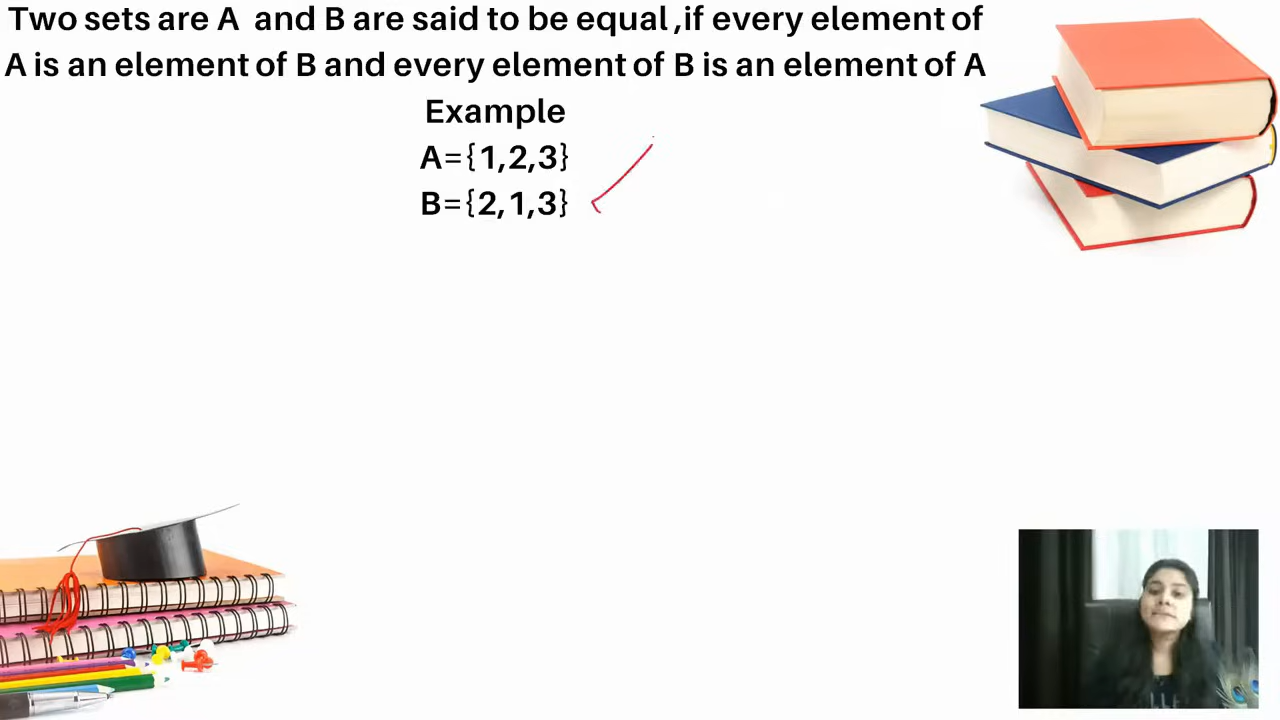 Two sets are A and B are said to be equal ,if every element of
A is an element of B and every element of B is an element of A
Example
A={1,2,3}
B={2,1,3}